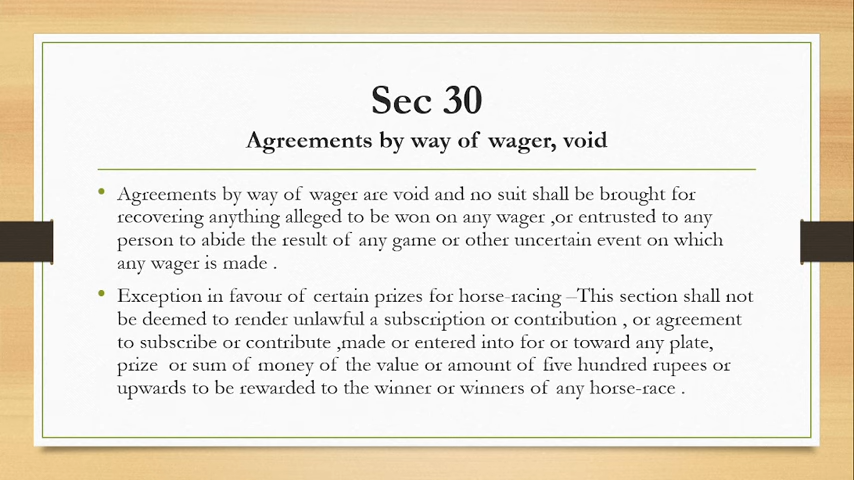 Sec 30
Agreements by way of wager, void
• Agreements by way of wager are void and no suit shall be brought for
recovering anything alleged to be won on any wager ,or entrusted to any
person to abide the result of any game or other uncertain event on which
any wager is made .
• Exception in favour of certain prizes for horse-racing –This section shall not
be deemed to render unlawful a subscription or contribution , or agreement
to subscribe or contribute ,made or entered into for or toward any plate,
prize or sum of money of the value or amount of five hundred rupees or
upwards to be rewarded to the winner or winners of any horse-race .